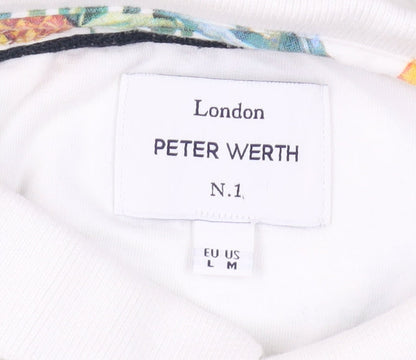 London
PETER WERTH
N.1
EU US
L M